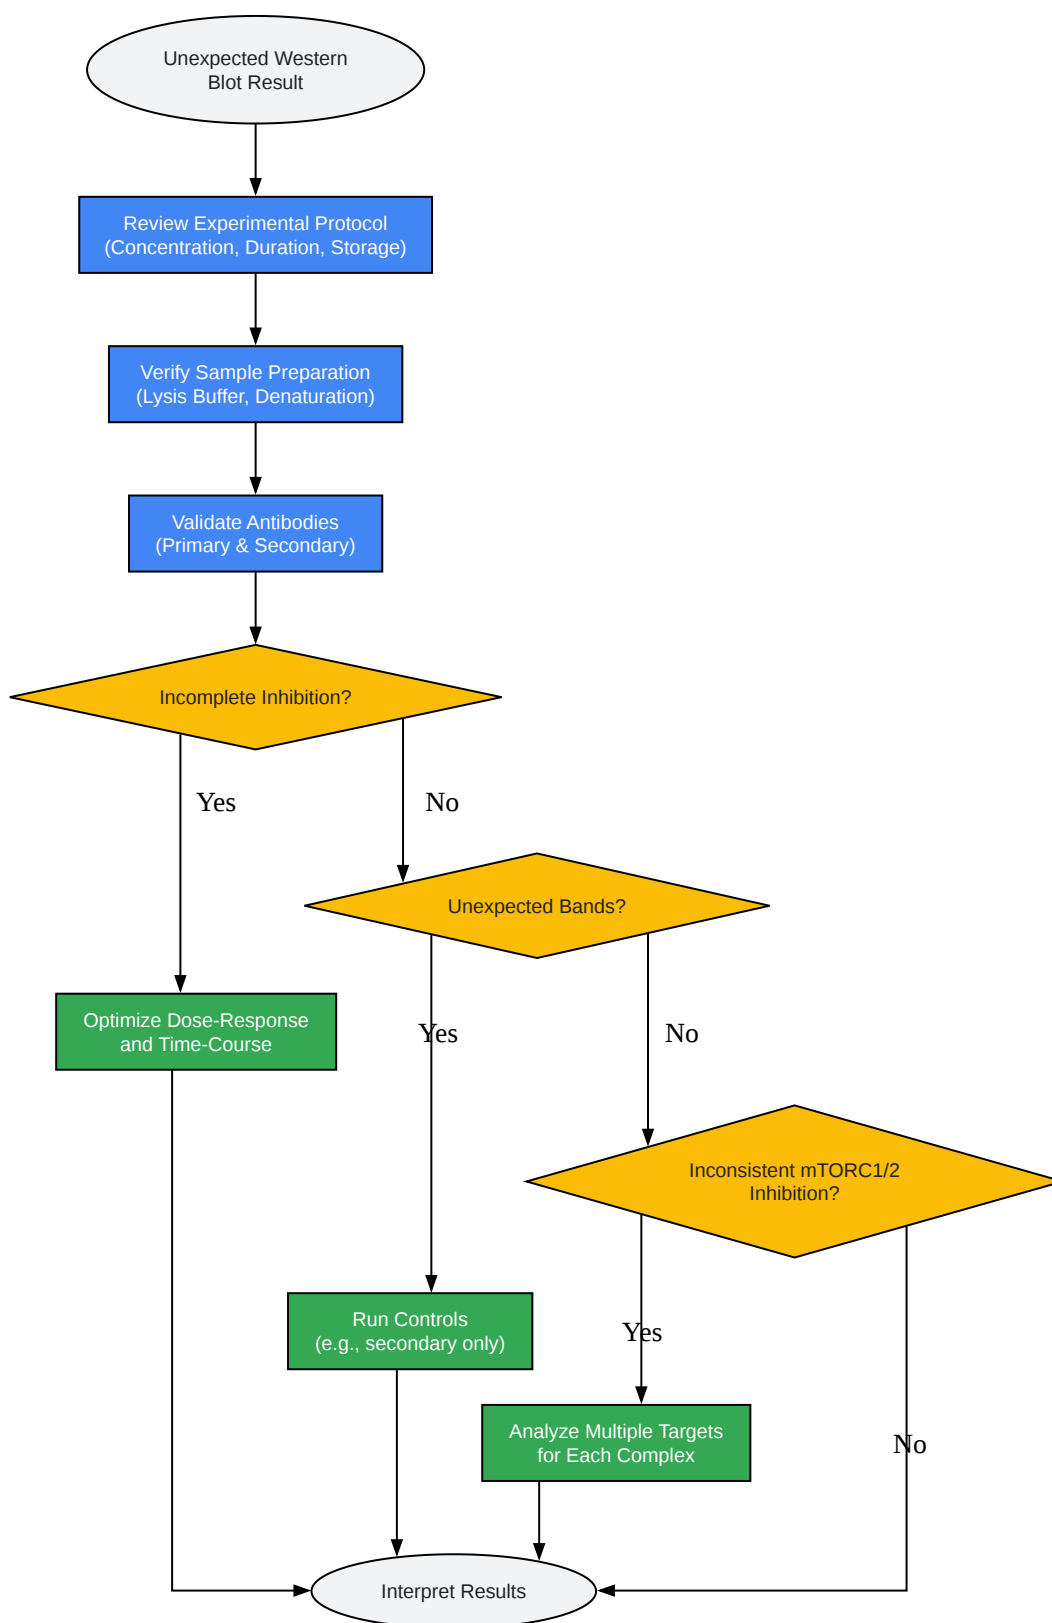 Unexpected Western
Blot Result
Review Experimental Protocol
(Concentration, Duration, Storage)
Verify Sample Preparation
(Lysis Buffer, Denaturation)
Validate Antibodies
(Primary & Secondary)
Incomplete Inhibition?
Yes
No
Unexpected Bands?
Optimize Dose-Response
and Time-Course
Yes
No
Inconsistent mTORC1/2
Inhibition?
Run Controls
(e.g., secondary only)
Yes
Analyze Multiple Targets
for Each Complex
No
Interpret Results